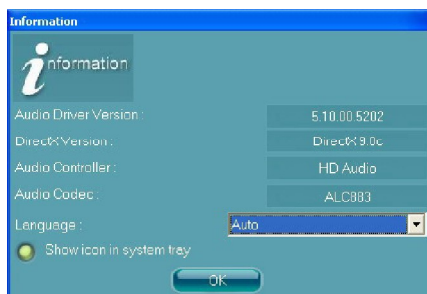 Information
information
Audio Driver Version : 5.10.00.5202
DirectX Version : DirectX 9.0c
Audio Controller : HD Audio
Audio Codec : ALC883
Language : Auto
Show icon in system tray
OK